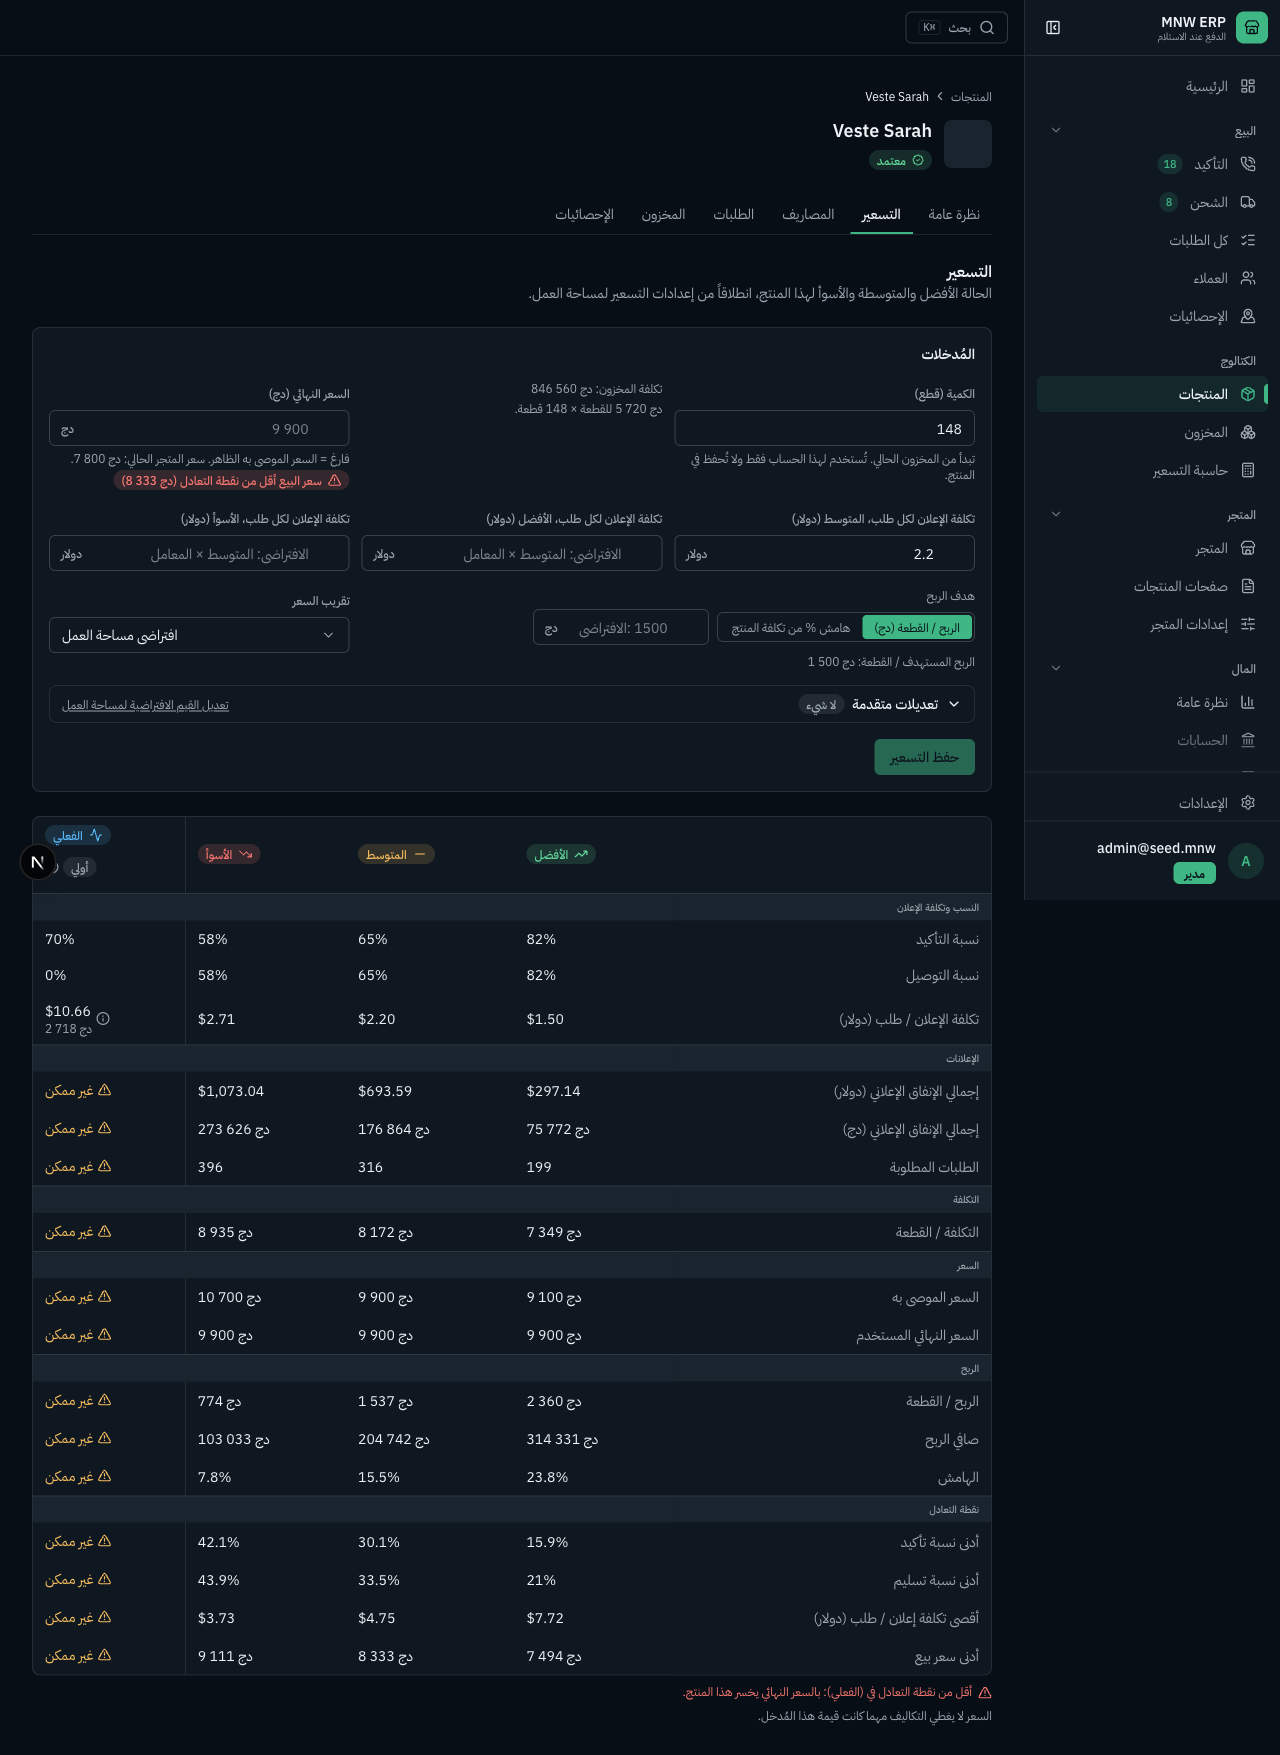 MNW ERP
الدفع عند الاستلام
بحث ⌘K
الرئيسية
البيع
التأكيد 18
الشحن 8
كل الطلبات
العملاء
الإحصائيات
الكتالوج
المنتجات
المخزون
حاسبة التسعير
المتجر
المتجر
صفحات المنتجات
إعدادات المتجر
المال
نظرة عامة
الحسابات
الإعدادات
A
admin@seed.mnw
مدير
المنتجات Veste Sarah
Veste Sarah
معتمد
نظرة عامة التسعير المصاريف الطلبات المخزون الإحصائيات
التسعير
الحالة الأفضل والمتوسطة والأسوأ لهذا المنتج، انطلاقاً من إعدادات التسعير لمساحة العمل.
المُدخلات
الكمية (قطع)
148
تبدأ من المخزون الحالي. تُستخدم لهذا الحساب فقط ولا تُحفظ في
المنتج.
تكلفة المخزون: دج 560 846
دج 720 5 للقطعة × 148 قطعة.
السعر النهائي (دج)
9 900 دج
فارغ = السعر الموصى به الظاهر. سعر المتجر الحالي: دج 800 7.
سعر البيع أقل من نقطة التعادل (دج 333 8)
تكلفة الإعلان لكل طلب، المتوسط (دولار)
2.2 دولار
تكلفة الإعلان لكل طلب، الأفضل (دولار)
الافتراضي: المتوسط × المعامل دولار
تكلفة الإعلان لكل طلب، الأسوأ (دولار)
الافتراضي: المتوسط × المعامل دولار
هدف الربح
الربح / القطعة (دج) هامش % من تكلفة المنتج
1500 :الافتراضي دج
الربح المستهدف / القطعة: دج 500 1
تقريب السعر
افتراضي مساحة العمل
تعديلات متقدمة لا شيء
تعديل القيم الافتراضية لمساحة العمل
حفظ التسعير
الأفضل المتوسط الأسوأ الفعلي
أولي
النسب وتكلفة الإعلان
نسبة التأكيد 82% 65% 58% 70%
نسبة التوصيل 82% 65% 58% 0%
تكلفة الإعلان / طلب (دولار) $1.50 $2.20 $2.71 $10.66
دج 718 2
الإعلانات
إجمالي الإنفاق الإعلاني (دولار) $297.14 $693.59 $1,073.04 غير ممكن
إجمالي الإنفاق الإعلاني (دج) دج 772 75 دج 864 176 دج 626 273 غير ممكن
الطلبات المطلوبة 199 316 396 غير ممكن
التكلفة
التكلفة / القطعة دج 349 7 دج 172 8 دج 935 8 غير ممكن
السعر
السعر الموصى به دج 100 9 دج 900 9 دج 700 10 غير ممكن
السعر النهائي المستخدم دج 900 9 دج 900 9 دج 900 9 غير ممكن
الربح
الربح / القطعة دج 360 2 دج 537 1 دج 774 غير ممكن
صافي الربح دج 331 314 دج 742 204 دج 033 103 غير ممكن
الهامش 23.8% 15.5% 7.8% غير ممكن
نقطة التعادل
أدنى نسبة تأكيد 15.9% 30.1% 42.1% غير ممكن
أدنى نسبة تسليم 21% 33.5% 43.9% غير ممكن
أقصى تكلفة إعلان / طلب (دولار) $7.72 $4.75 $3.73 غير ممكن
أدنى سعر بيع دج 494 7 دج 333 8 دج 111 9 غير ممكن
أقل من نقطة التعادل في (الفعلي): بالسعر النهائي يخسر هذا المنتج.
السعر لا يغطي التكاليف مهما كانت قيمة هذا المُدخل.
N